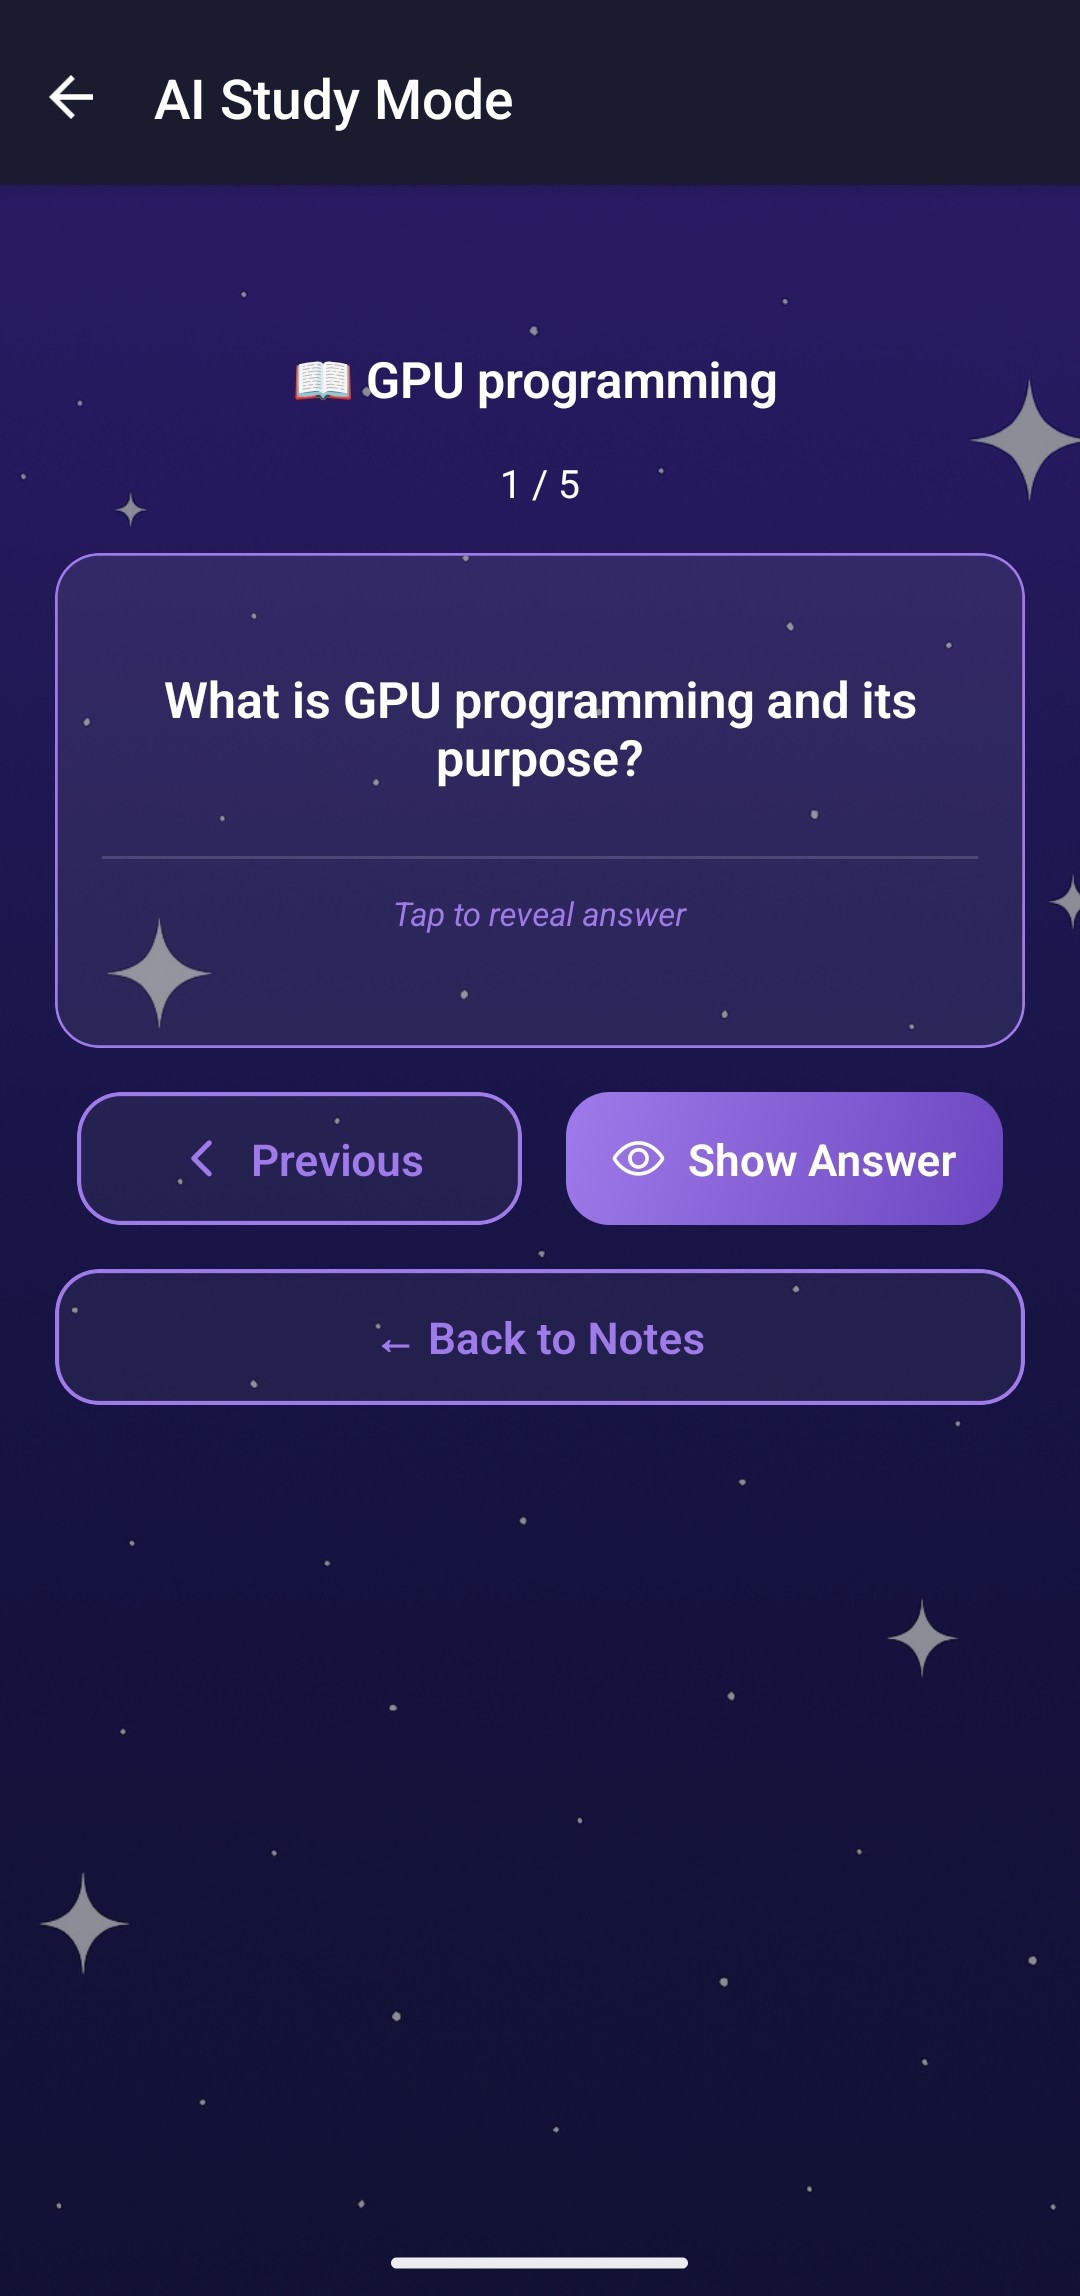 AI Study Mode
📖 GPU programming
1 / 5
What is GPU programming and its
purpose?
Tap to reveal answer
Previous
Show Answer
← Back to Notes